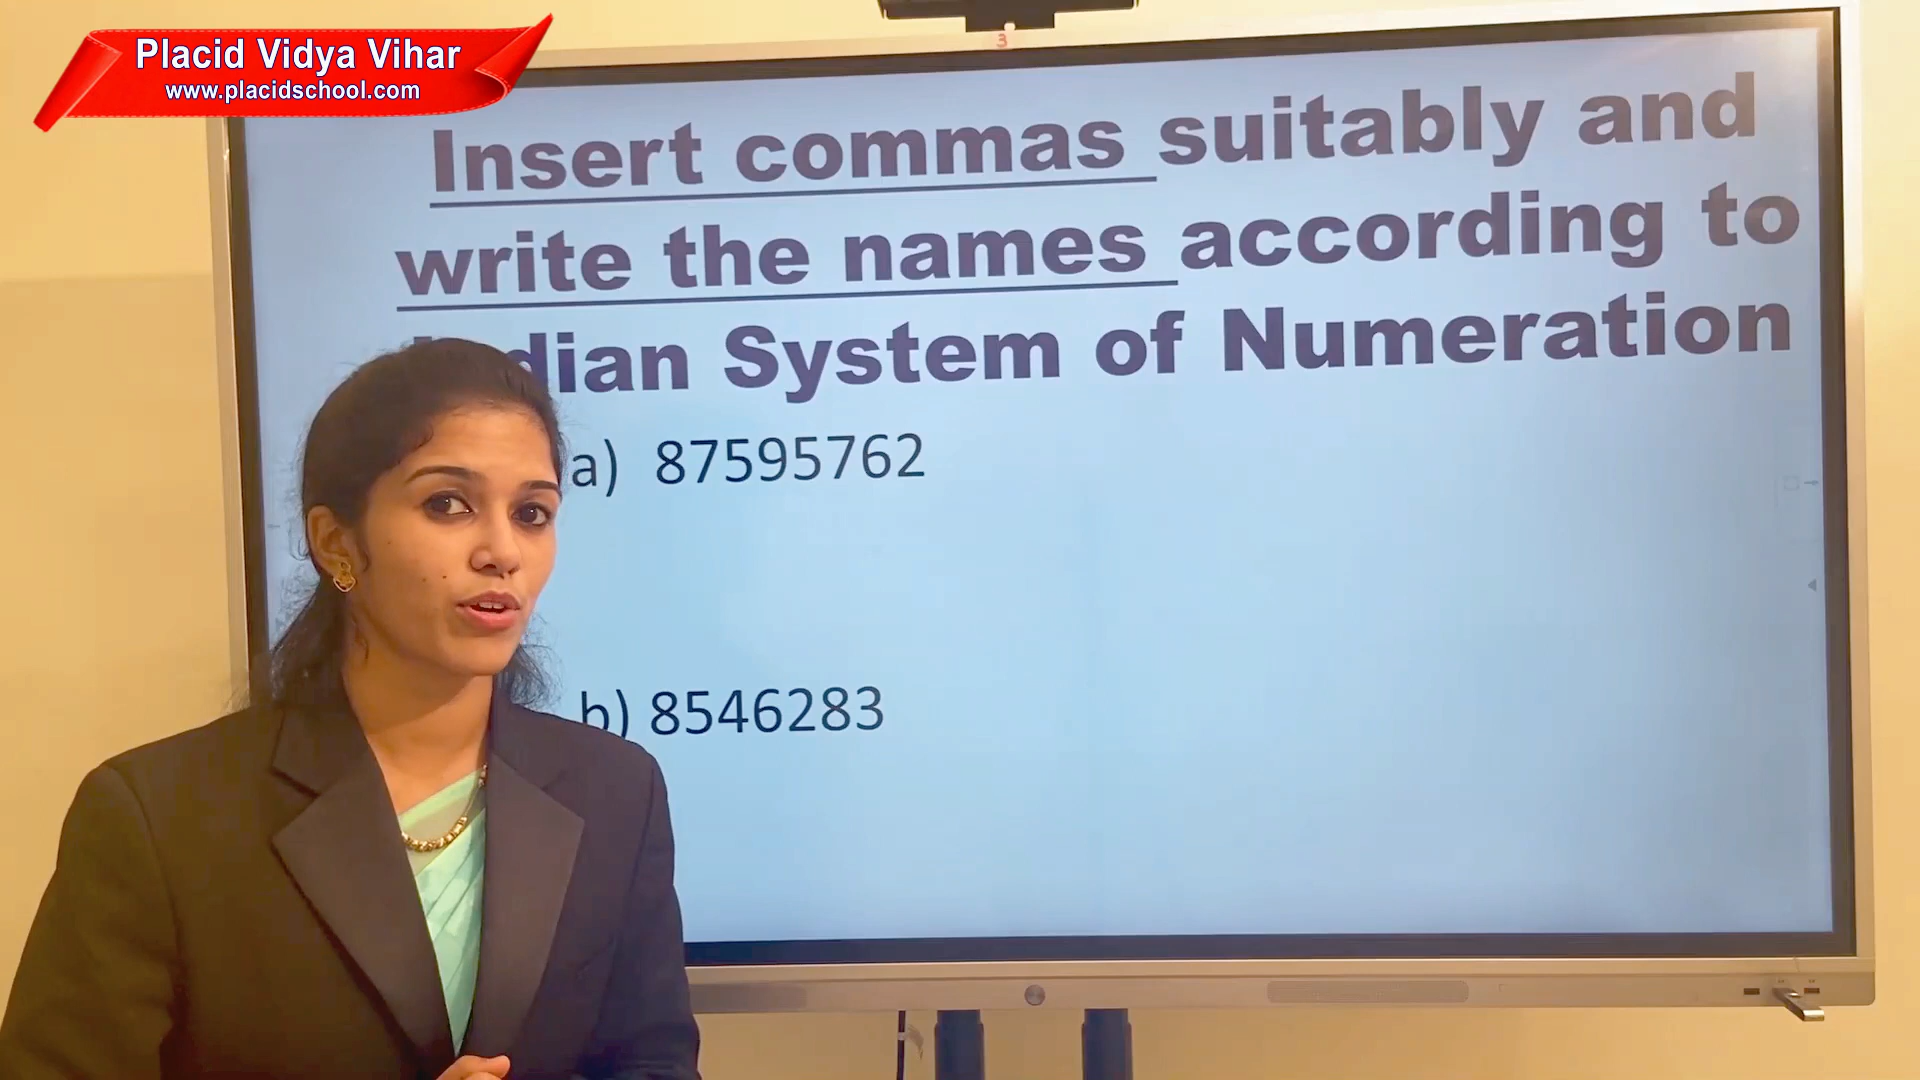 Placid Vidya Vihar
www.placidschool.com
3
Insert commas suitably and
write the names according to
System of Numeration
a) 87595762
b) 8546283